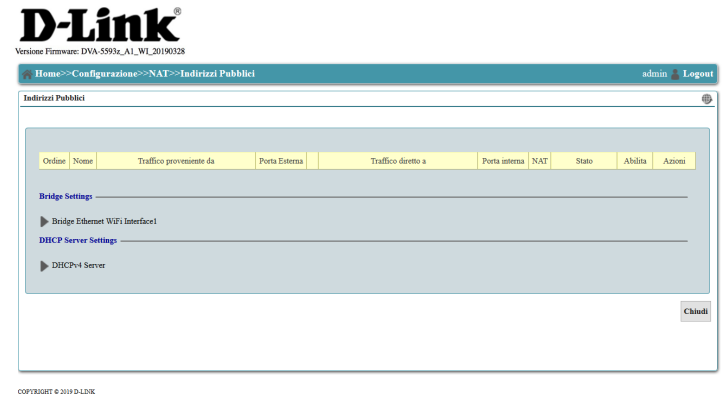 D-Link®
Versione Firmware: DVA-5593z_A1_WI_20190328
Home>>Configurazione>>NAT>>Indirizzi Pubblici admin Logout
Indirizzi Pubblici
Ordine Nome Traffico proveniente da Porta Esterna Traffico diretto a Porta interna NAT Stato Abilita Azioni
Bridge Settings
Bridge Ethernet WiFi Interface1
DHCP Server Settings
DHCPv4 Server
Chiudi
COPYRIGHT © 2019 D-LINK